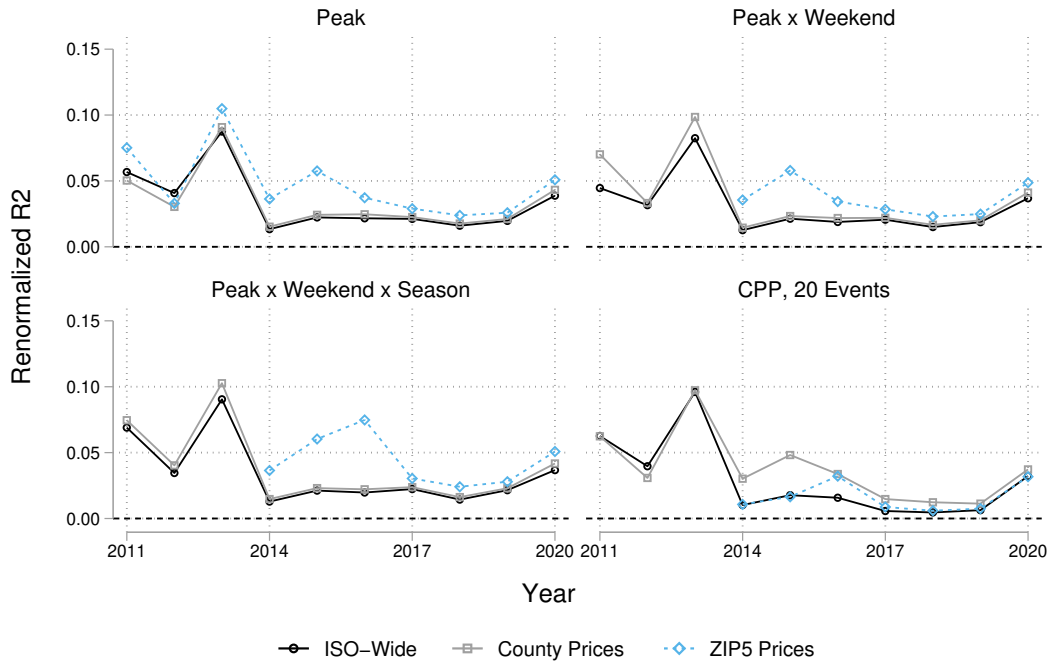 Peak
Peak x Weekend
0.15
0.10
0.05
0.00
Peak x Weekend x Season
CPP, 20 Events
0.15
0.10
0.05
0.00
Renormalized R2
2011 2014 2017 2020 2011 2014 2017 2020
Year
ISO−Wide County Prices ZIP5 Prices